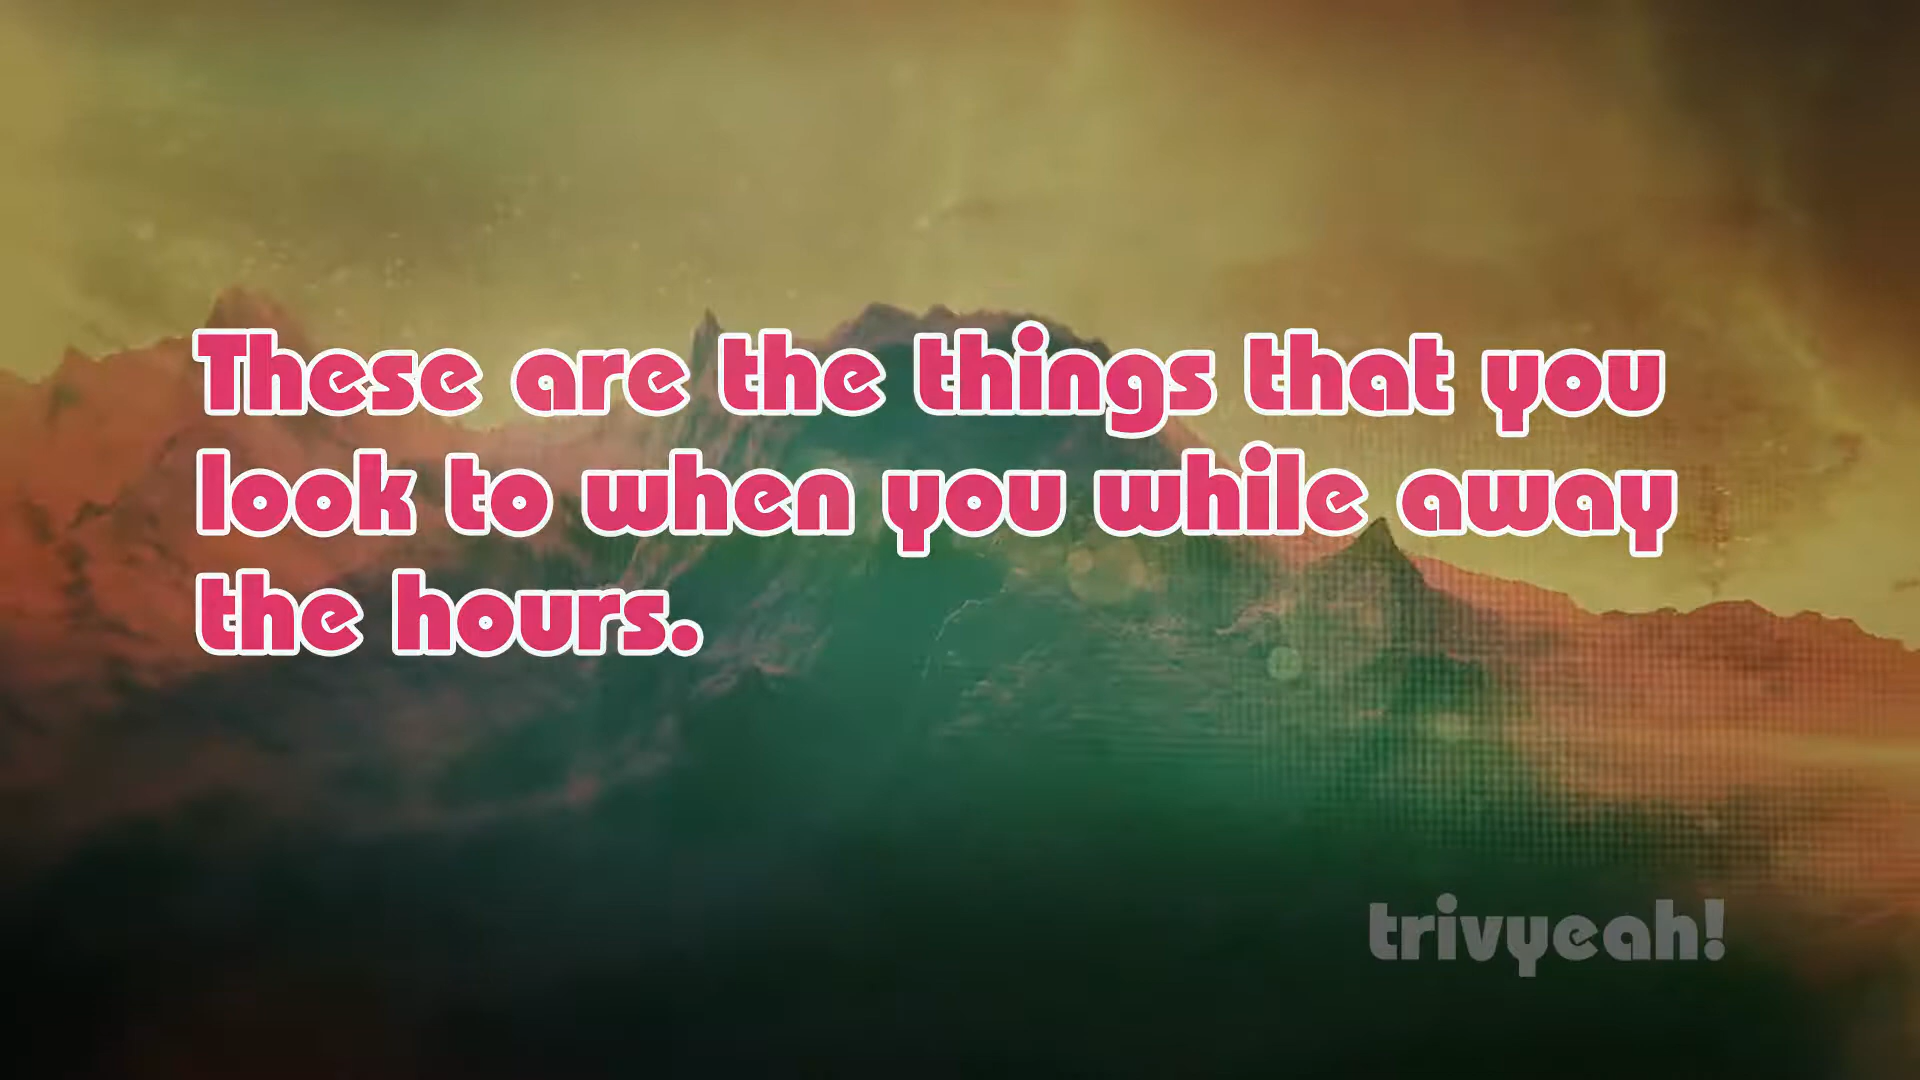 These are the things that you
look to when you while away
the hours.
trivyeah!